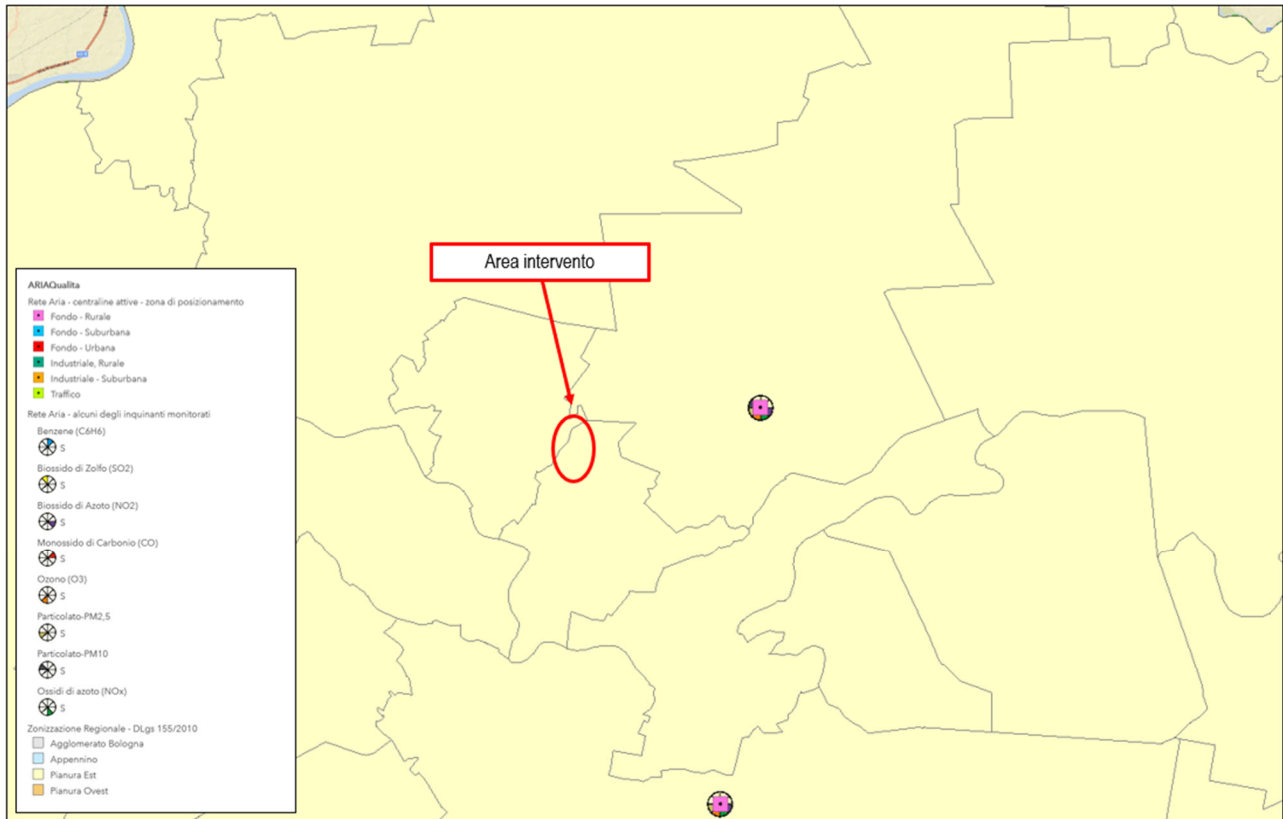 Area intervento
ARIAQualita
Rete Aria - centraline attive - zona di posizionamento
Fondo - Rurale
Fondo - Suburbana
Fondo - Urbana
Industriale, Rurale
Industriale - Suburbana
Traffico
Rete Aria - alcuni degli inquinanti monitorati
Benzene (C6H6)
S
Biossido di Zolfo (SO2)
S
Biossido di Azoto (NO2)
S
Monossido di Carbonio (CO)
S
Ozono (O3)
S
Particolato-PM2,5
S
Particolato-PM10
S
Ossidi di azoto (NOx)
S
Zonizzazione Regionale - DLgs 155/2010
Agglomerato Bologna
Appennino
Pianura Est
Pianura Ovest